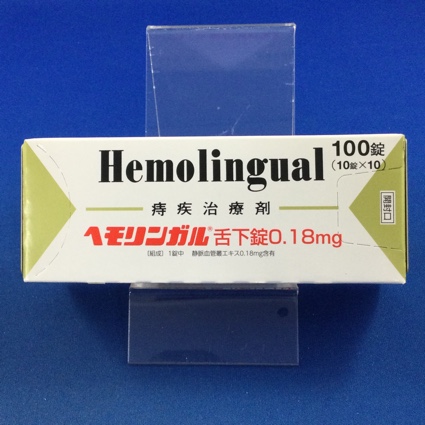 Hemolingual
100錠
(10錠×10)
開封口
痔疾治療剤
ヘモリンガル® 舌下錠0.18mg
(組成) 1錠中 静脈血管叢エキス0.18mg含有